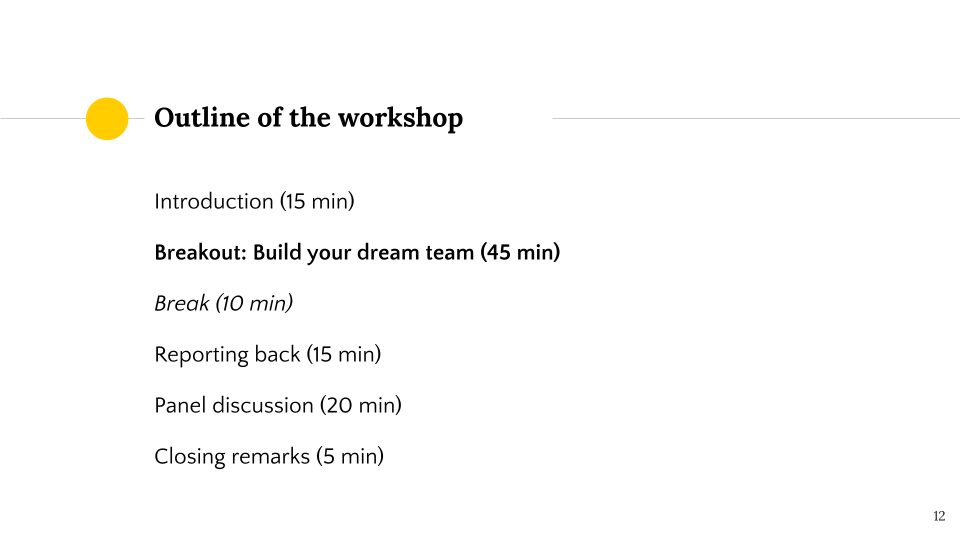 Outline of the workshop
Introduction (15 min)
Breakout: Build your dream team (45 min)
Break (10 min)
Reporting back (15 min)
Panel discussion (20 min)
Closing remarks (5 min)
12